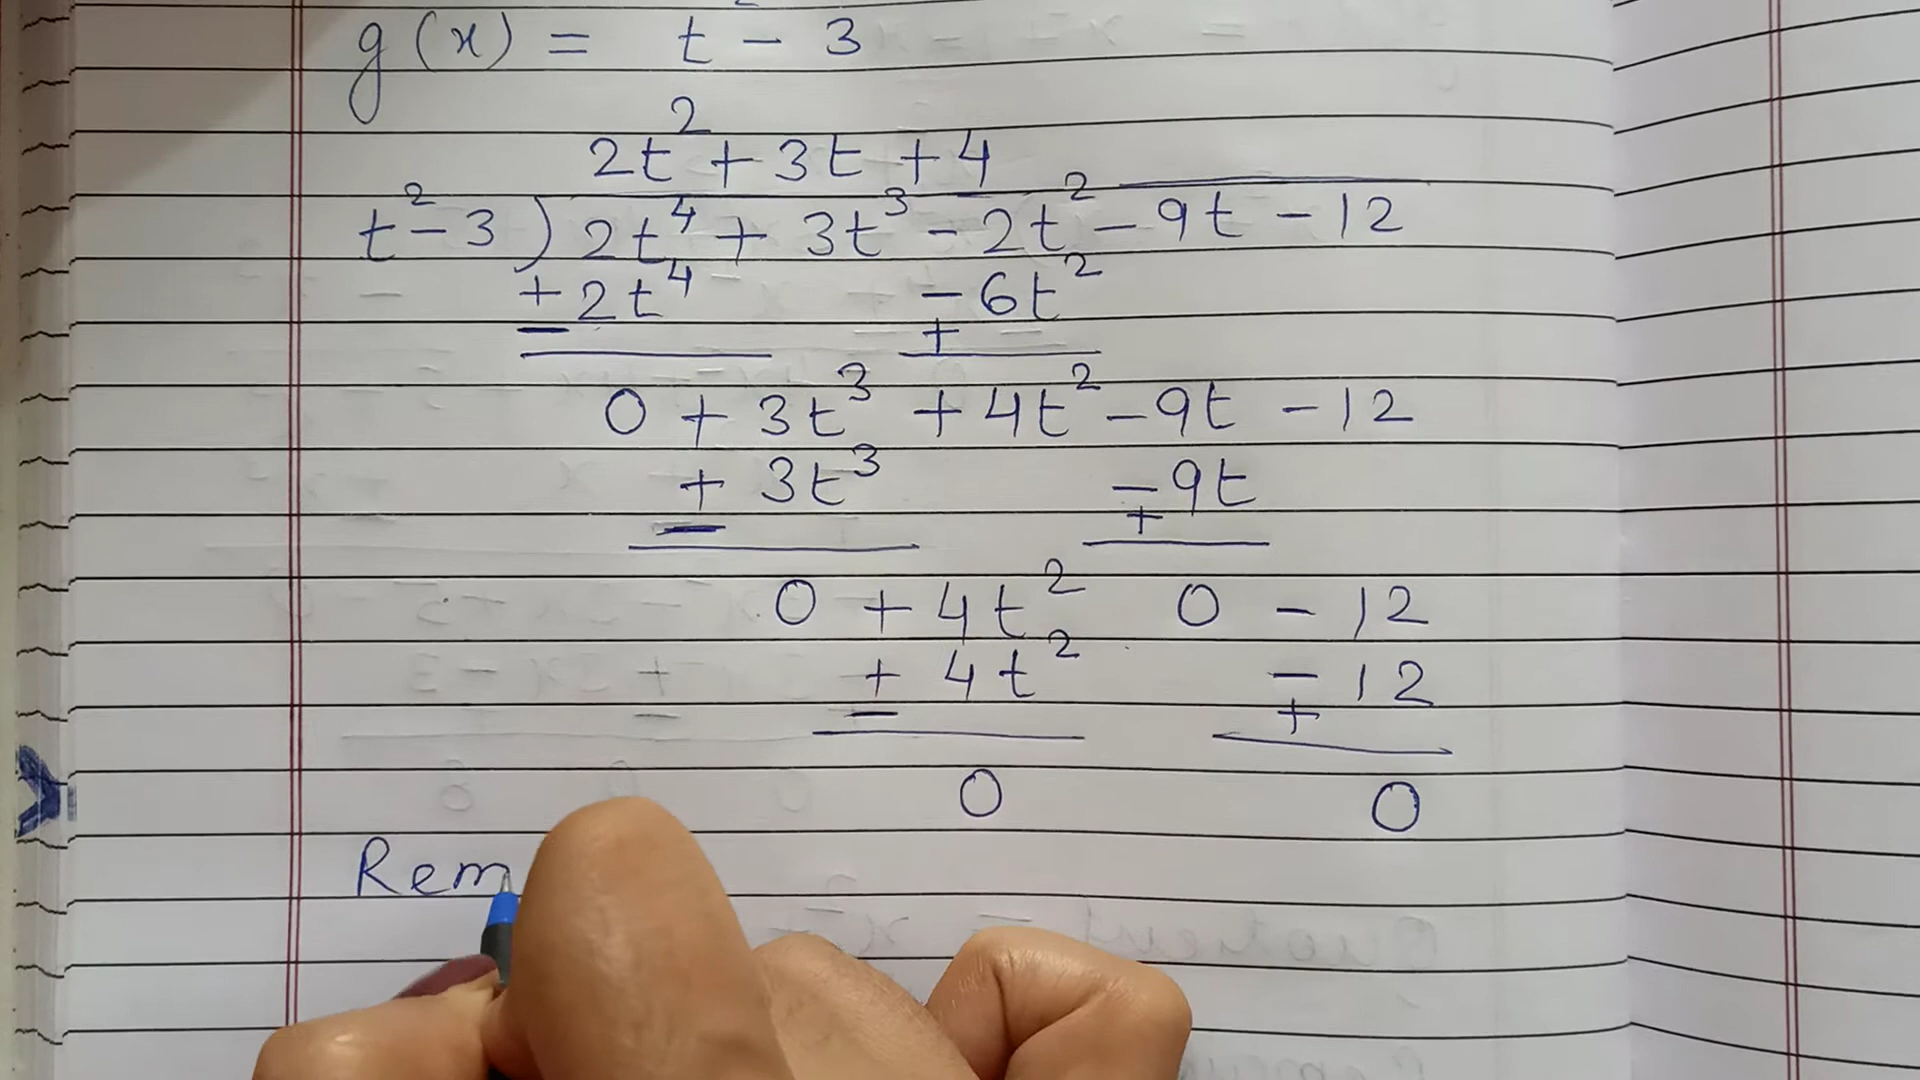 g(x) = t² - 3
2t² + 3t + 4
t² - 3 ) 2t⁴ + 3t³ - 2t² - 9t - 12
+ 2t⁴ - 6t²
- +
0 + 3t³ + 4t² - 9t - 12
+ 3t³ - 9t
- +
0 + 4t² 0 - 12
+ 4t² - 12
- +
0 0
Rem